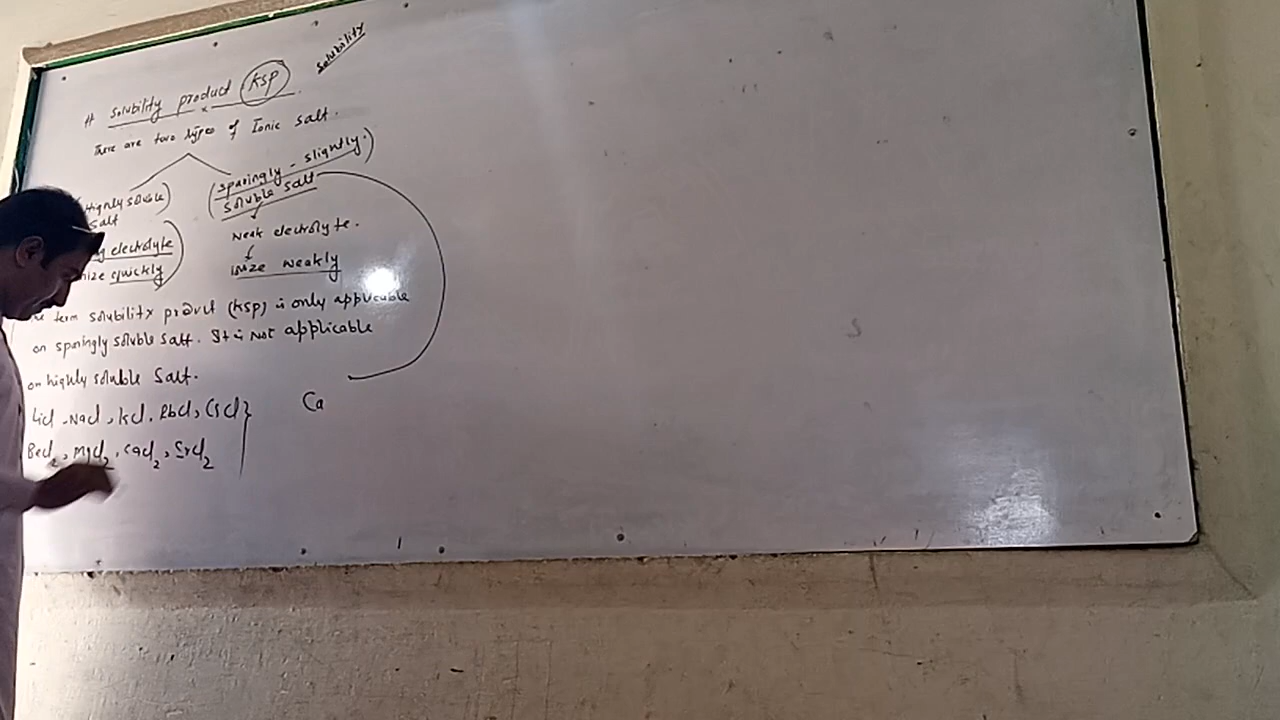 # Solubility product (Ksp)
Solubility
There are two types of Ionic salt.
Highly soluble) salt
(sparingly - slightly.) soluble salt
electrolyte
quickly
weak electrolyte.
ionize weakly
term solubility product (Ksp) is only applicable
on sparingly soluble salt. It is not applicable
on highly soluble salt.
LiCl, NaCl, KCl, RbCl, CsCl}
BeCl2, MgCl2, CaCl2, SrCl2
Ca